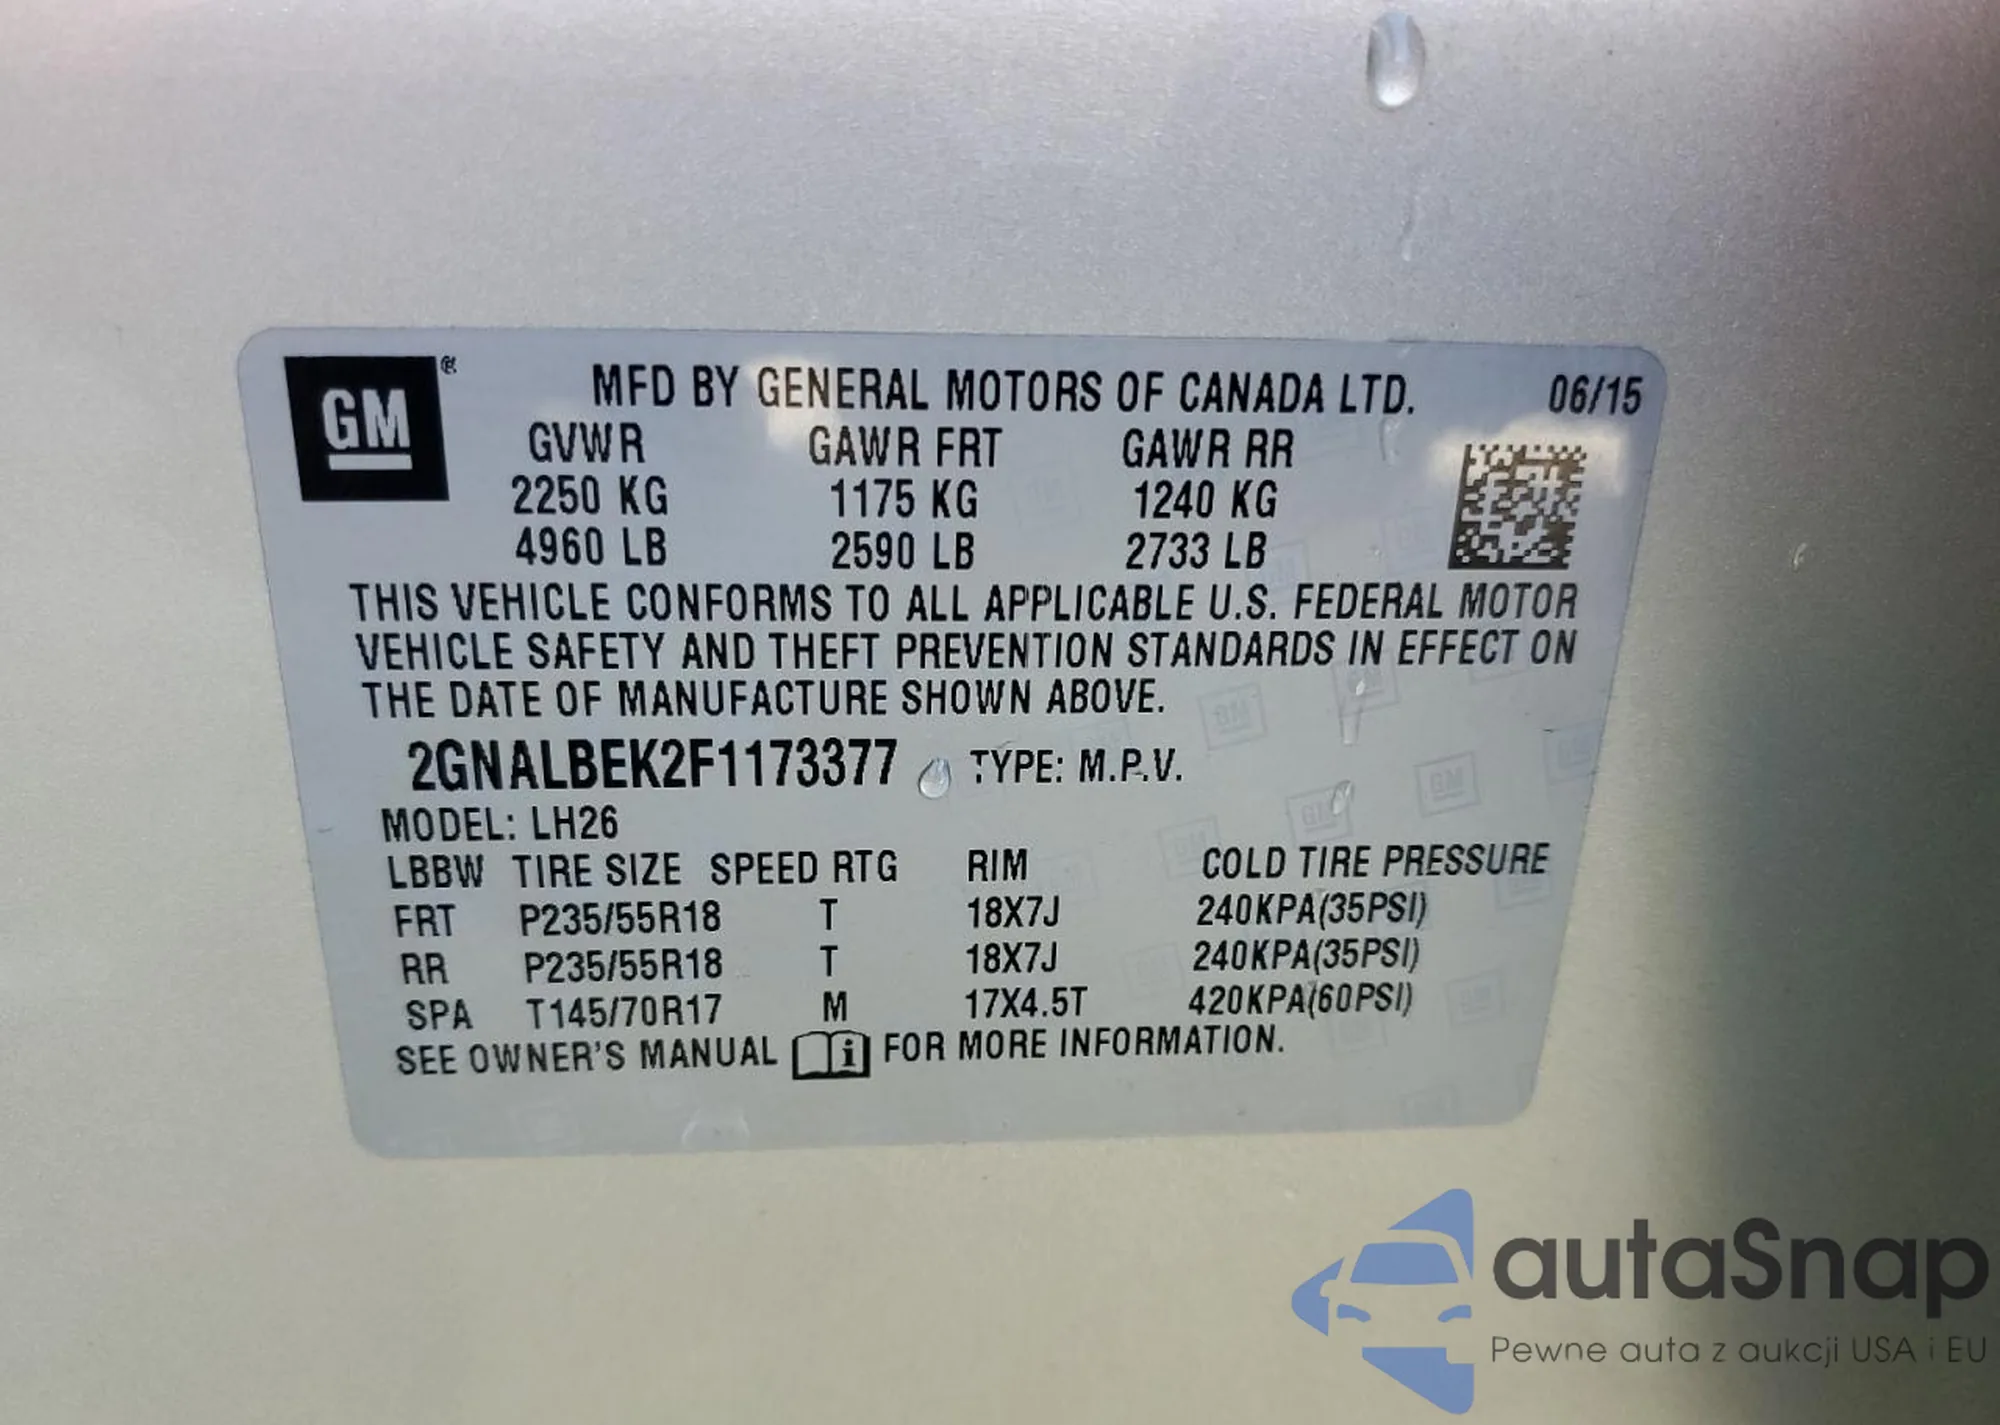 GM®
MFD BY GENERAL MOTORS OF CANADA LTD. 06/15
GVWR GAWR FRT GAWR RR
2250 KG 1175 KG 1240 KG
4960 LB 2590 LB 2733 LB
THIS VEHICLE CONFORMS TO ALL APPLICABLE U.S. FEDERAL MOTOR
VEHICLE SAFETY AND THEFT PREVENTION STANDARDS IN EFFECT ON
THE DATE OF MANUFACTURE SHOWN ABOVE.
2GNALBEK2F1173377 TYPE: M.P.V.
MODEL: LH26
LBBW TIRE SIZE SPEED RTG RIM COLD TIRE PRESSURE
FRT P235/55R18 T 18X7J 240KPA(35PSI)
RR P235/55R18 T 18X7J 240KPA(35PSI)
SPA T145/70R17 M 17X4.5T 420KPA(60PSI)
SEE OWNER'S MANUAL i FOR MORE INFORMATION.
autaSnap
Pewne auta z aukcji USA i EU